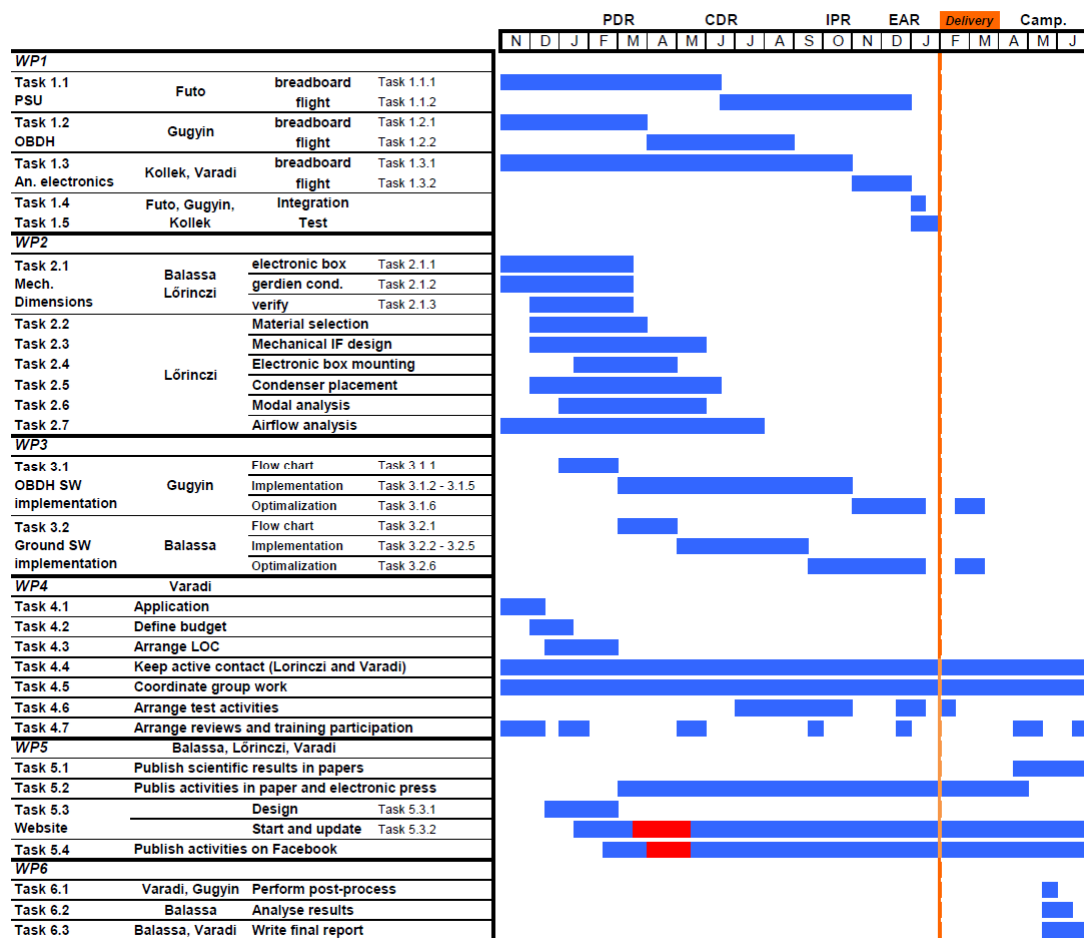 PDR CDR IPR EAR Delivery Camp.
N D J F M A M J J A S O N D J F M A M J
WP1
Task 1.1 Futo breadboard Task 1.1.1
PSU flight Task 1.1.2
Task 1.2 Gugyin breadboard Task 1.2.1
OBDH flight Task 1.2.2
Task 1.3 Kollek, Varadi breadboard Task 1.3.1
An. electronics flight Task 1.3.2
Task 1.4 Futo, Gugyin, Integration
Task 1.5 Kollek Test
WP2
Task 2.1 electronic box Task 2.1.1
Mech. Balassa gerdien cond. Task 2.1.2
Dimensions Lőrinczi verify Task 2.1.3
Task 2.2 Material selection
Task 2.3 Mechanical IF design
Task 2.4 Electronic box mounting
Task 2.5 Lőrinczi Condenser placement
Task 2.6 Modal analysis
Task 2.7 Airflow analysis
WP3
Task 3.1 Flow chart Task 3.1.1
OBDH SW Gugyin Implementation Task 3.1.2 - 3.1.5
implementation Optimalization Task 3.1.6
Task 3.2 Flow chart Task 3.2.1
Ground SW Balassa Implementation Task 3.2.2 - 3.2.5
implementation Optimalization Task 3.2.6
WP4 Varadi
Task 4.1 Application
Task 4.2 Define budget
Task 4.3 Arrange LOC
Task 4.4 Keep active contact (Lorinczi and Varadi)
Task 4.5 Coordinate group work
Task 4.6 Arrange test activities
Task 4.7 Arrange reviews and training participation
WP5 Balassa, Lőrinczi, Varadi
Task 5.1 Publish scientific results in papers
Task 5.2 Publis activities in paper and electronic press
Task 5.3 Design Task 5.3.1
Website Start and update Task 5.3.2
Task 5.4 Publish activities on Facebook
WP6
Task 6.1 Varadi, Gugyin Perform post-process
Task 6.2 Balassa Analyse results
Task 6.3 Balassa, Varadi Write final report